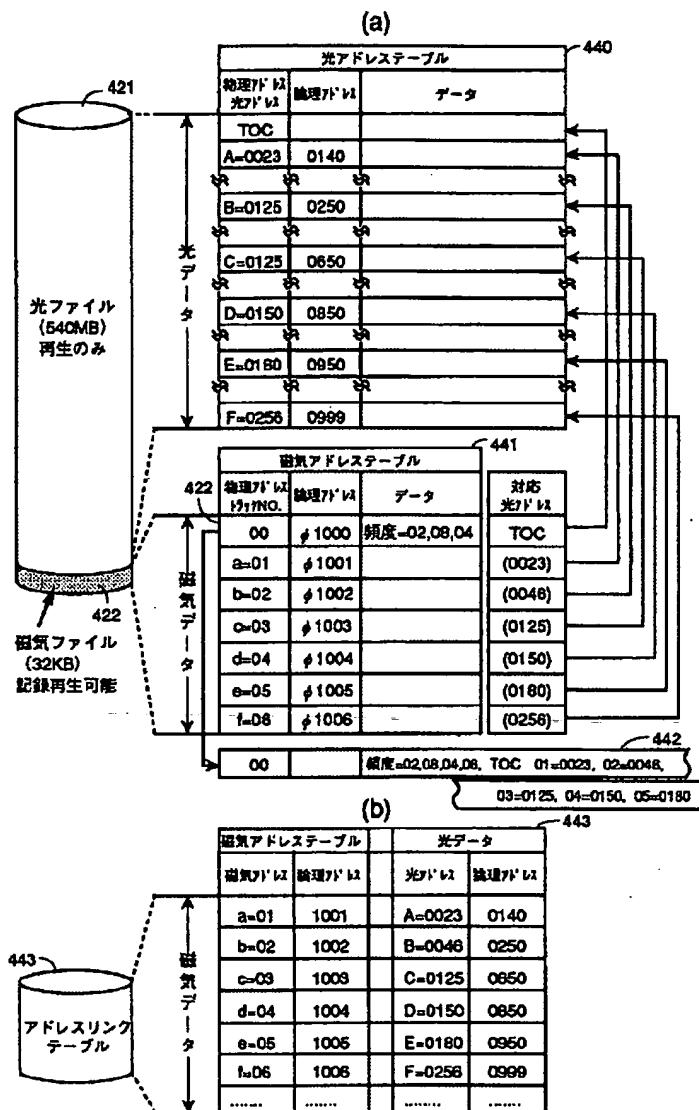 (a)
421
440
光アドレステーブル
物理アドレス 光アドレス
論理アドレス
データ
TOC
A=0023 0140
B=0125 0250
C=0125 0650
D=0150 0850
E=0180 0950
F=0256 0999
光データ
光ファイル
(540MB)
再生のみ
441
磁気アドレステーブル
422
物理アドレス トラックNO.
論理アドレス
データ
対応 光アドレス
00 φ1000 頻度=02,08,04 TOC
a=01 φ1001 (0023)
b=02 φ1002 (0046)
c=03 φ1003 (0125)
d=04 φ1004 (0150)
e=05 φ1005 (0180)
f=06 φ1006 (0256)
磁気データ
422
磁気ファイル
(32KB)
記録再生可能
442
00 頻度=02,08,04,06, TOC 01=0023, 02=0046,
03=0125, 04=0150, 05=0180
(b)
443
磁気アドレステーブル 光データ
磁気アドレス 論理アドレス 光アドレス 論理アドレス
a=01 1001 A=0023 0140
b=02 1002 B=0046 0250
c=03 1003 C=0125 0650
d=04 1004 D=0150 0850
e=05 1005 E=0180 0950
f=06 1006 F=0256 0999
........ ....... ........ .......
磁気データ
443
アドレスリンク
テーブル